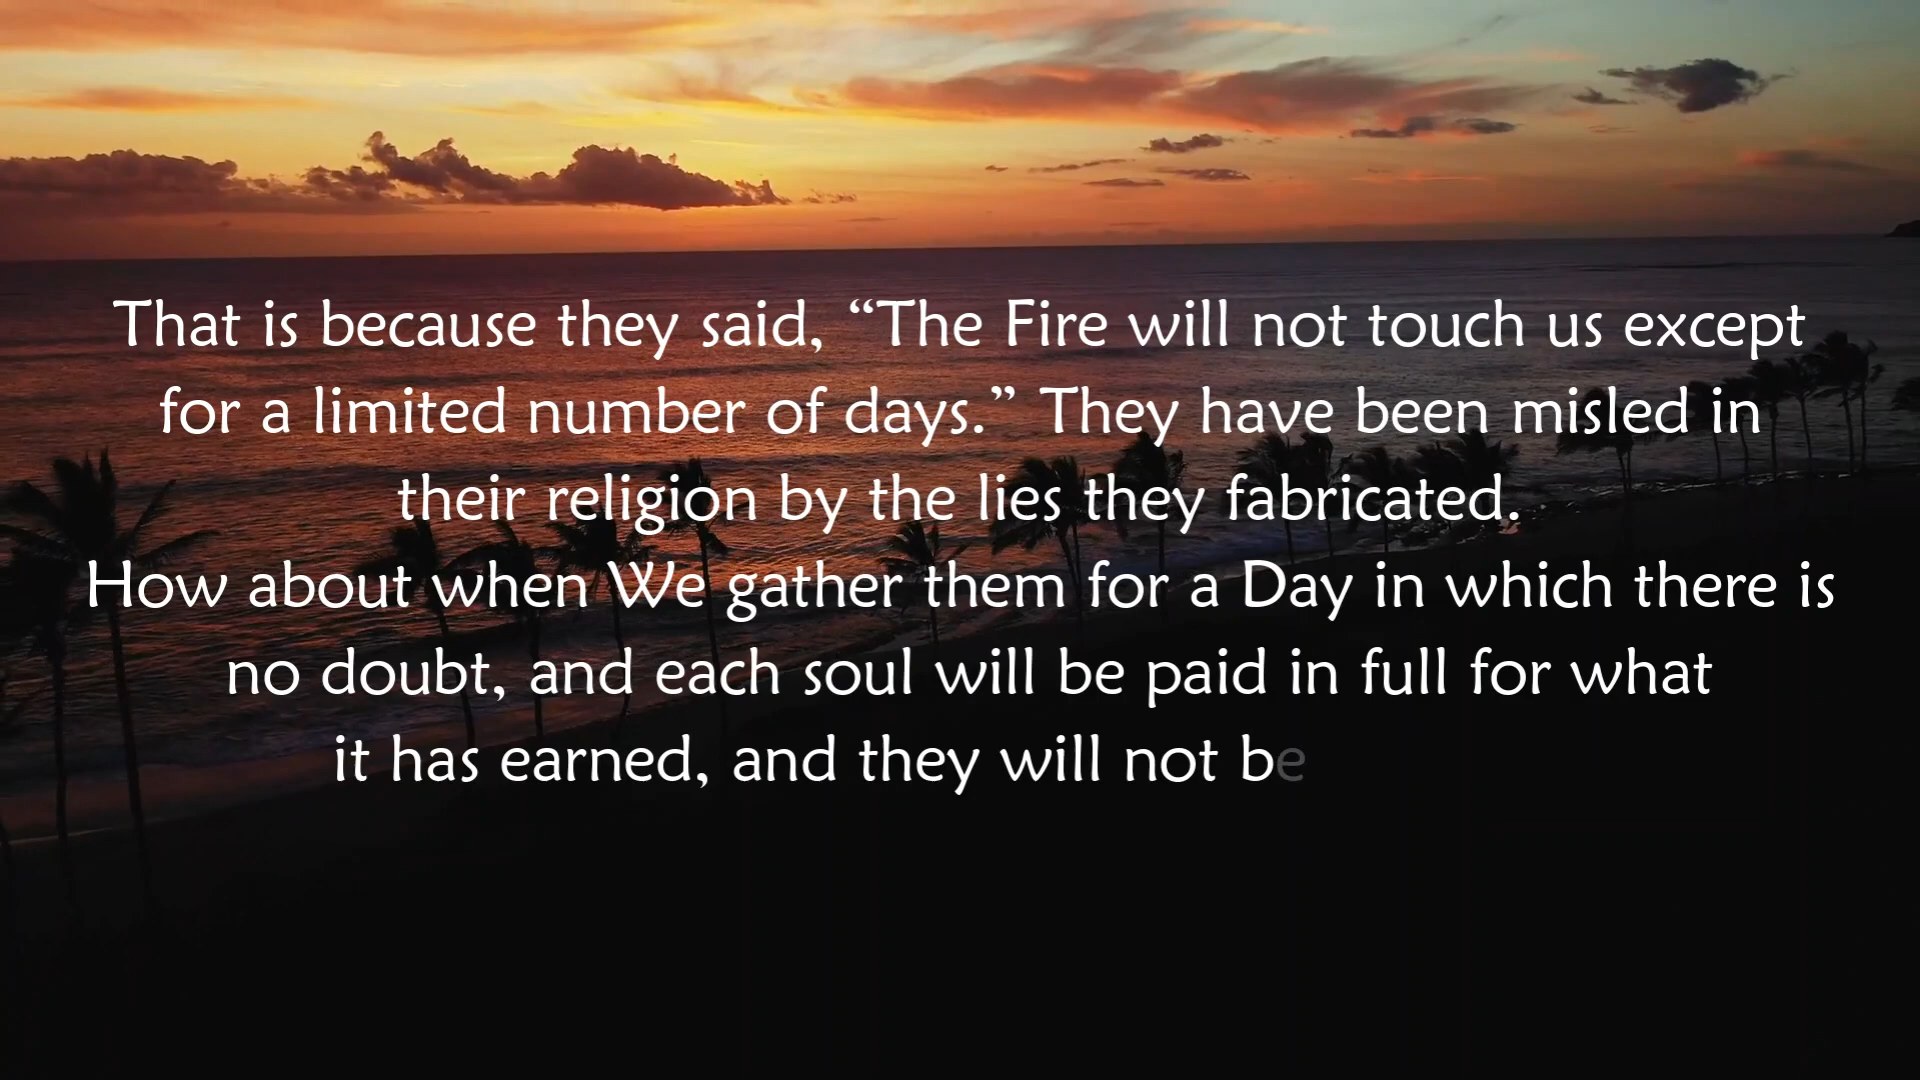 That is because they said, “The Fire will not touch us except
for a limited number of days.” They have been misled in
their religion by the lies they fabricated.
How about when We gather them for a Day in which there is
no doubt, and each soul will be paid in full for what
it has earned, and they will not be